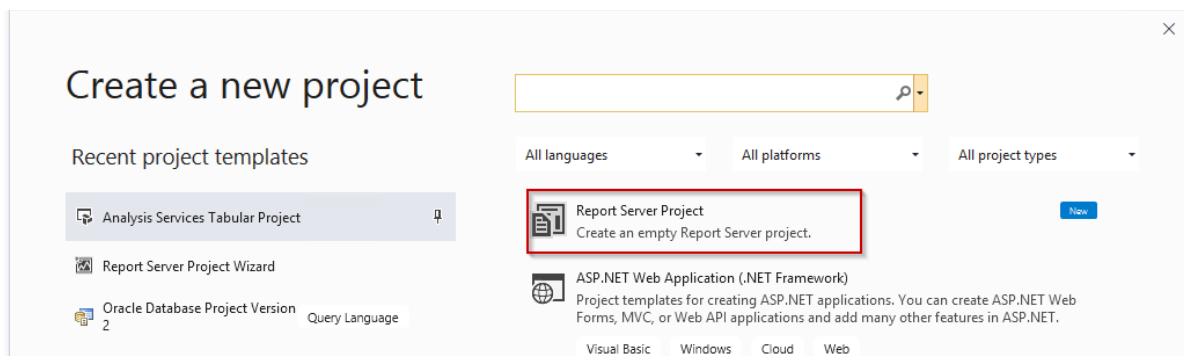 Create a new project
Recent project templates
Analysis Services Tabular Project
Report Server Project Wizard
Oracle Database Project Version
2
Query Language
All languages
All platforms
All project types
Report Server Project
New
Create an empty Report Server project.
ASP.NET Web Application (.NET Framework)
Project templates for creating ASP.NET applications. You can create ASP.NET Web
Forms, MVC, or Web API applications and add many other features in ASP.NET.
Visual Basic Windows Cloud Web